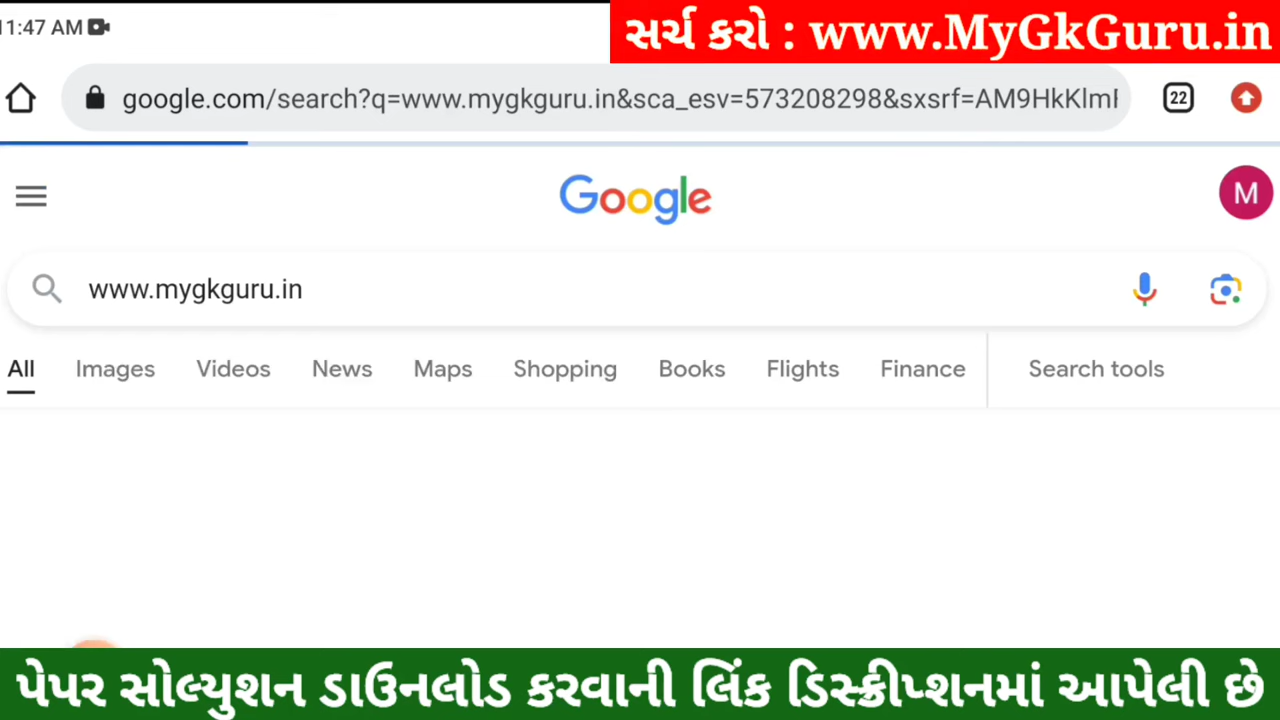 11:47 AM
સર્ચ કરો : www.MyGkGuru.in
google.com/search?q=www.mygkguru.in&sca_esv=573208298&sxsrf=AM9HkKlm
22
Google
M
www.mygkguru.in
All Images Videos News Maps Shopping Books Flights Finance Search tools
પેપર સોલ્યુશન ડાઉનલોડ કરવાની લિંક ડિસ્ક્રીપ્શનમાં આપેલી છે